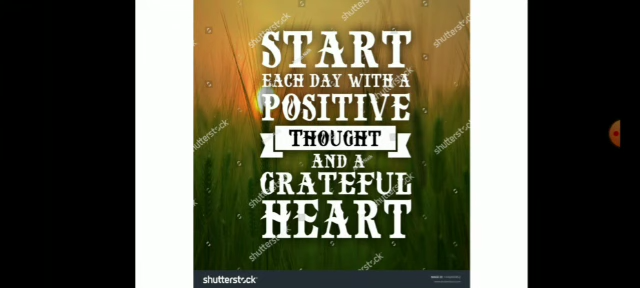 START
EACH DAY WITH A
POSITIVE
THOUGHT
AND A
GRATEFUL
HEART
shutterstock